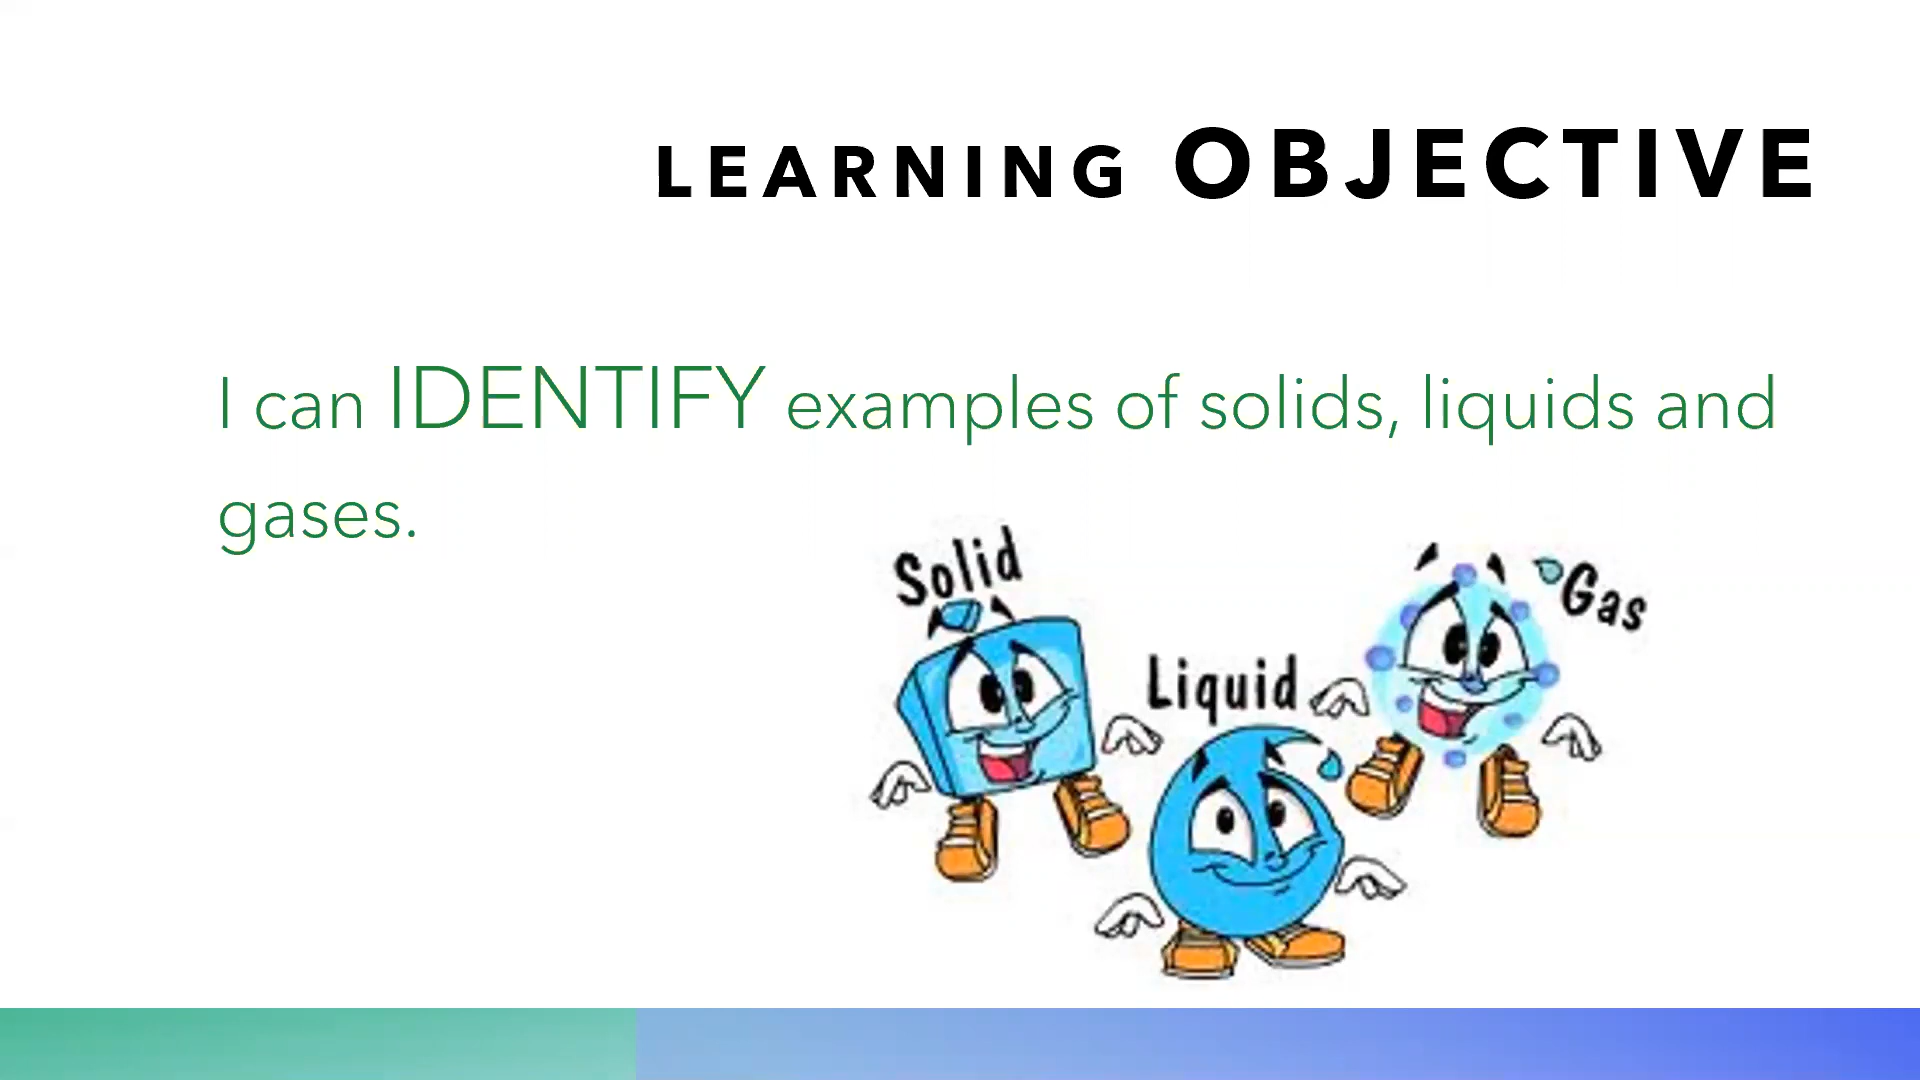 LEARNING OBJECTIVE
I can IDENTIFY examples of solids, liquids and
gases.
Solid
Gas
Liquid